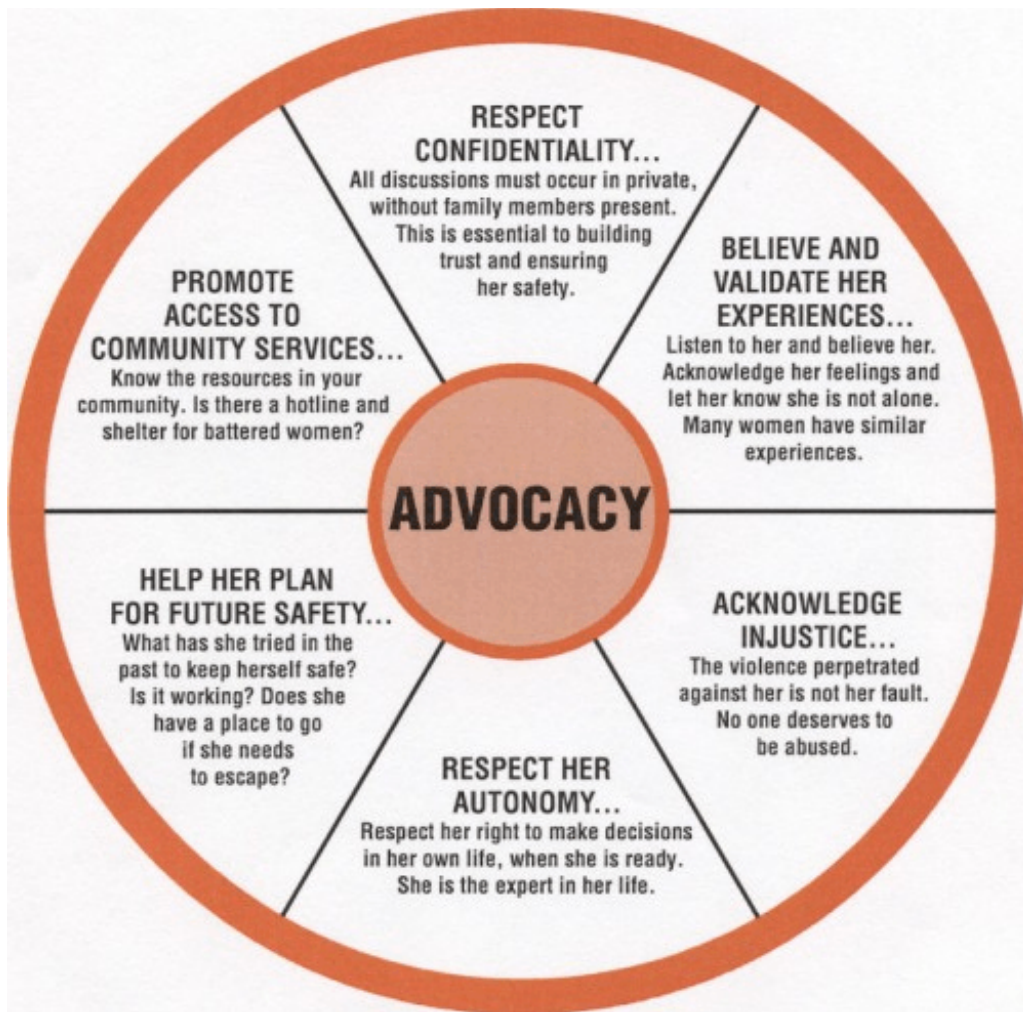 RESPECT
CONFIDENTIALITY...
All discussions must occur in private,
without family members present.
This is essential to building
trust and ensuring
her safety.
BELIEVE AND
VALIDATE HER
EXPERIENCES...
Listen to her and believe her.
Acknowledge her feelings and
let her know she is not alone.
Many women have similar
experiences.
ACKNOWLEDGE
INJUSTICE...
The violence perpetrated
against her is not her fault.
No one deserves to
be abused.
RESPECT HER
AUTONOMY...
Respect her right to make decisions
in her own life, when she is ready.
She is the expert in her life.
HELP HER PLAN
FOR FUTURE SAFETY...
What has she tried in the
past to keep herself safe?
Is it working? Does she
have a place to go
if she needs
to escape?
PROMOTE
ACCESS TO
COMMUNITY SERVICES...
Know the resources in your
community. Is there a hotline and
shelter for battered women?
ADVOCACY